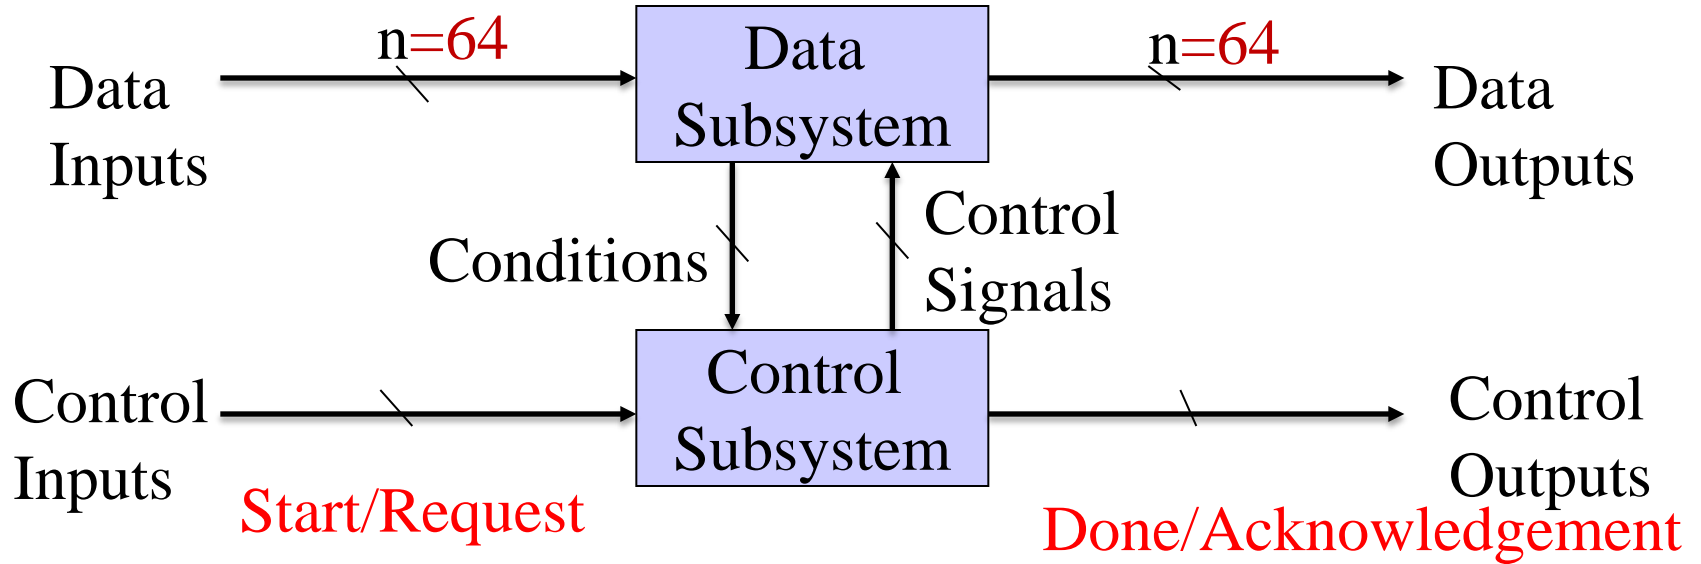 n=64
Data
Subsystem
n=64
Data
Inputs
Data
Outputs
Conditions
Control
Signals
Control
Inputs
Control
Subsystem
Control
Outputs
Start/Request
Done/Acknowledgement